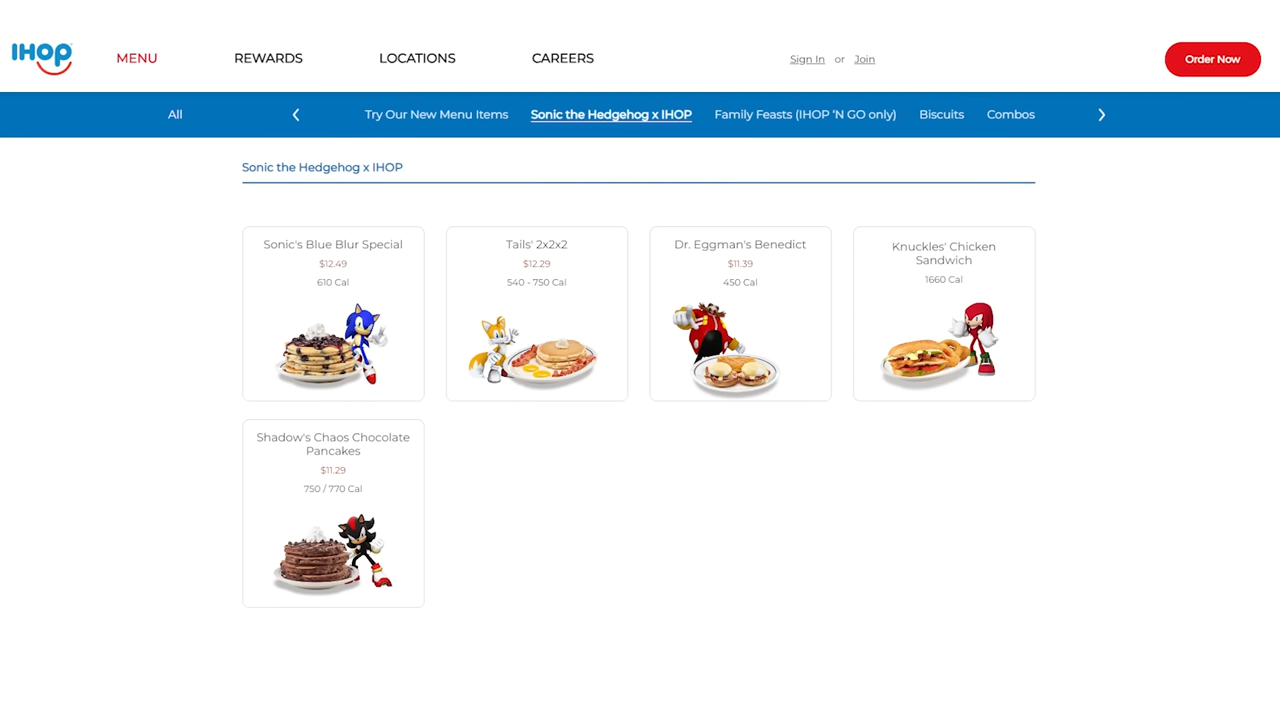 IHOP
MENU
REWARDS
LOCATIONS
CAREERS
Sign In or Join
Order Now
All
Try Our New Menu Items
Sonic the Hedgehog x IHOP
Family Feasts (IHOP ‘N GO only)
Biscuits
Combos
Sonic the Hedgehog x IHOP
Sonic's Blue Blur Special
$12.49
610 Cal
Tails' 2x2x2
$12.29
540 - 750 Cal
Dr. Eggman's Benedict
$11.39
450 Cal
Knuckles' Chicken
Sandwich
1660 Cal
Shadow's Chaos Chocolate
Pancakes
$11.29
750 / 770 Cal